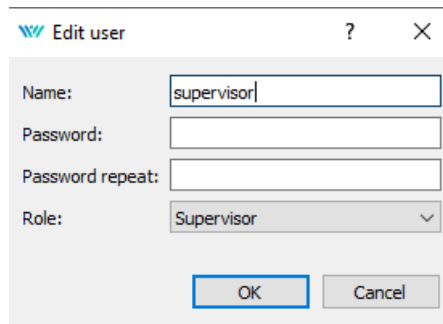 Edit user ?
Name: supervisor
Password:
Password repeat:
Role: Supervisor
OK Cancel